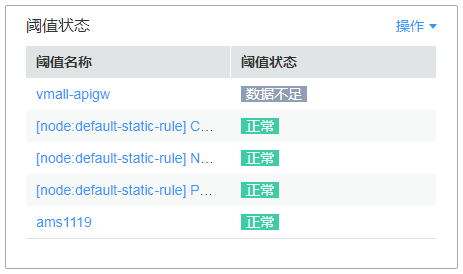 阈值状态 操作
阈值名称 阈值状态
vmall-apigw 数据不足
[node:default-static-rule] C... 正常
[node:default-static-rule] N... 正常
[node:default-static-rule] P... 正常
ams1119 正常